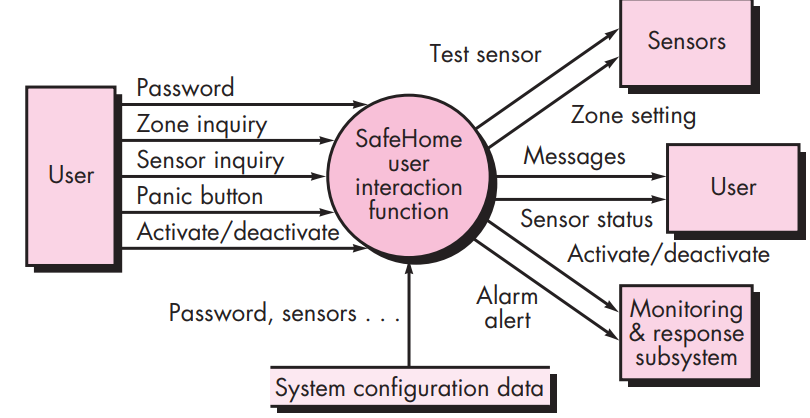 Test sensor
Sensors
Password
Zone inquiry
Sensor inquiry
Panic button
Activate/deactivate
User
SafeHome
user
interaction
function
Zone setting
Messages
User
Sensor status
Activate/deactivate
Alarm
alert
Monitoring
& response
subsystem
Password, sensors . . .
System configuration data